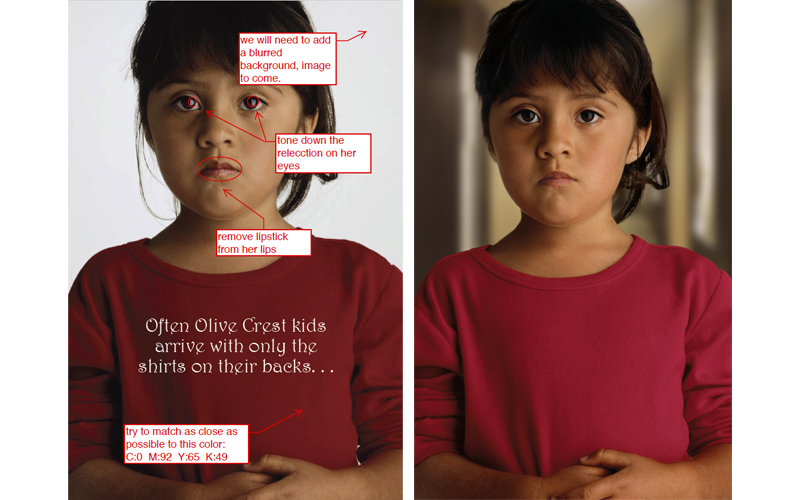 we will need to add
a blurred
background, image
to come.
tone down the
relecction on her
eyes
remove lipstick
from her lips
Often Olive Crest kids
arrive with only the
shirts on their backs. . .
try to match as close as
possible to this color:
C:0 M:92 Y:65 K:49